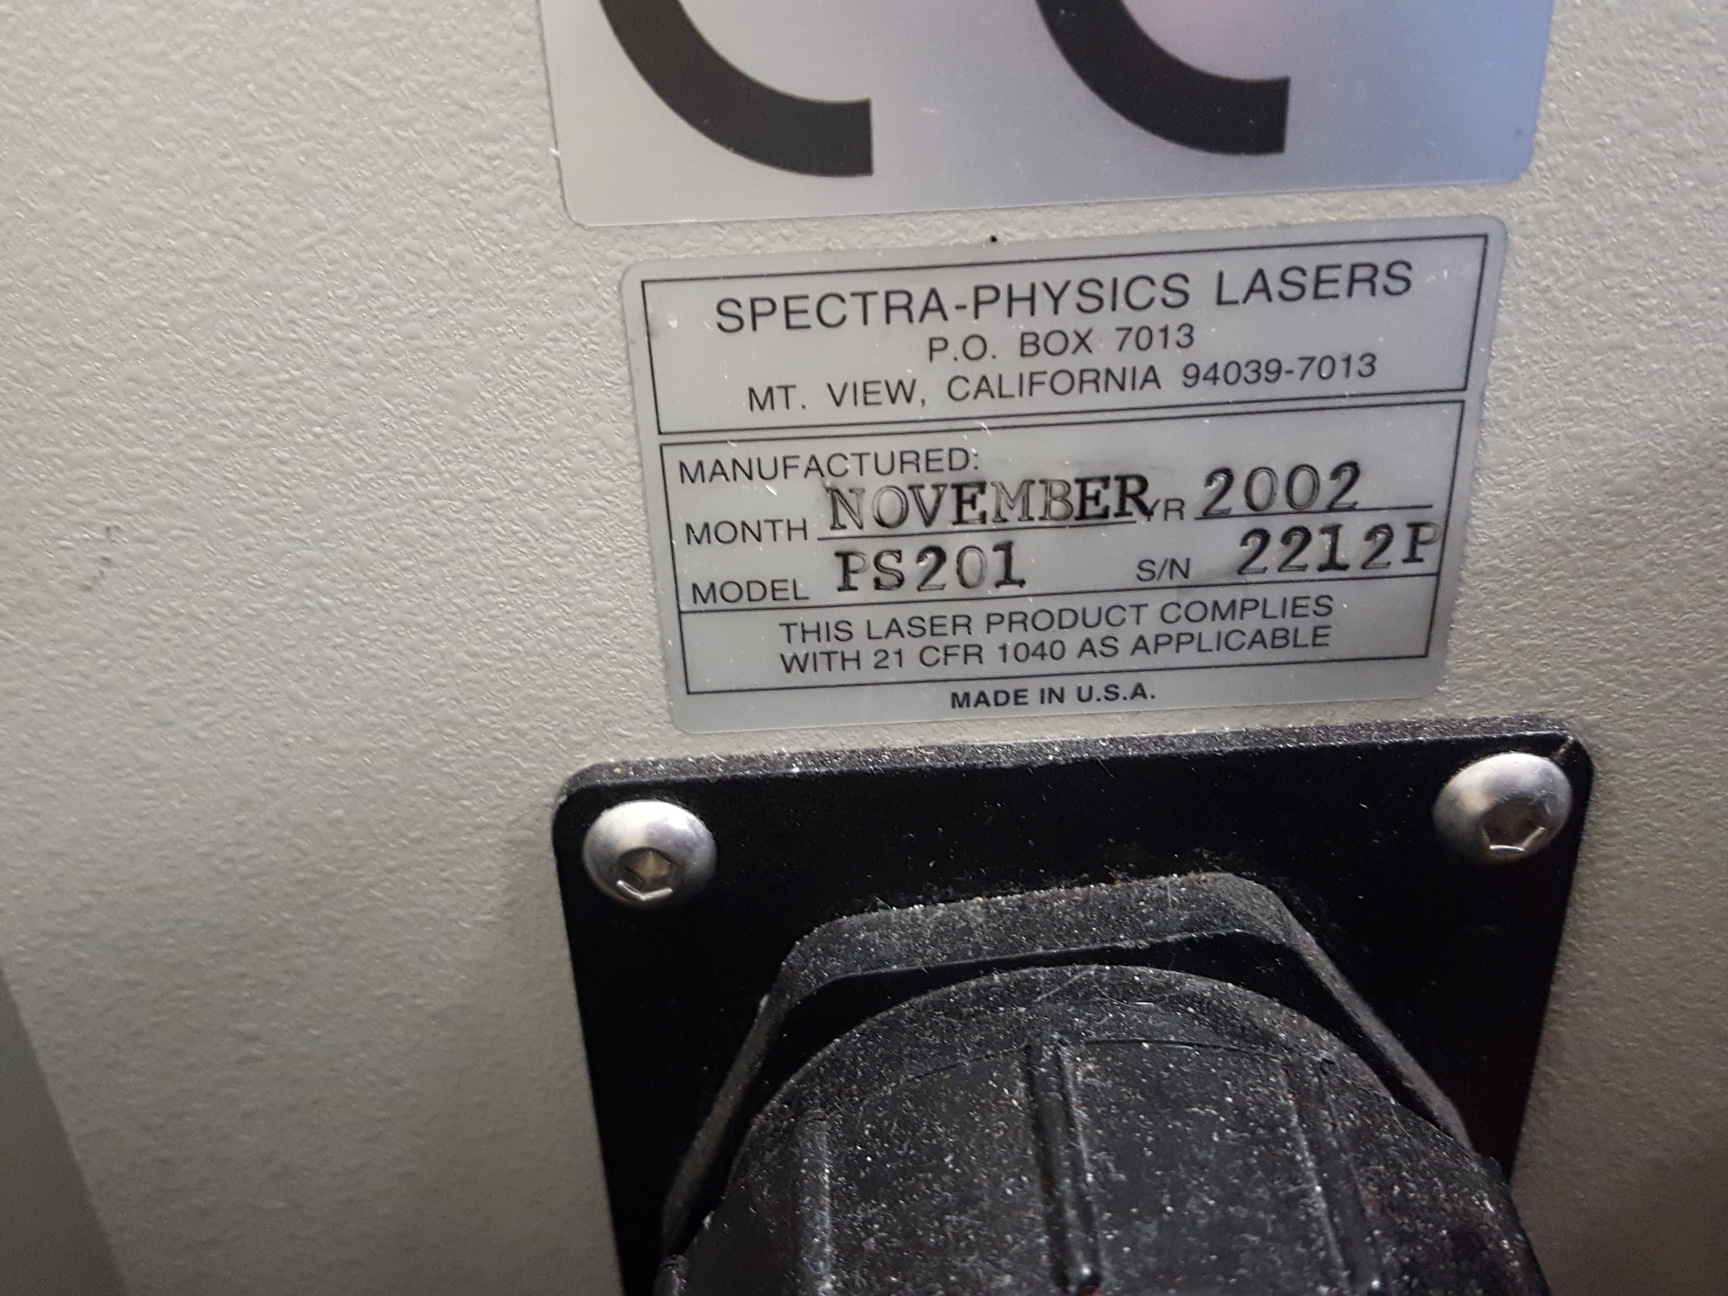 CE
SPECTRA-PHYSICS LASERS
P.O. BOX 7013
MT. VIEW, CALIFORNIA 94039-7013
MANUFACTURED:
MONTH NOVEMBER YR 2002
MODEL PS201 S/N 2212P
THIS LASER PRODUCT COMPLIES
WITH 21 CFR 1040 AS APPLICABLE
MADE IN U.S.A.